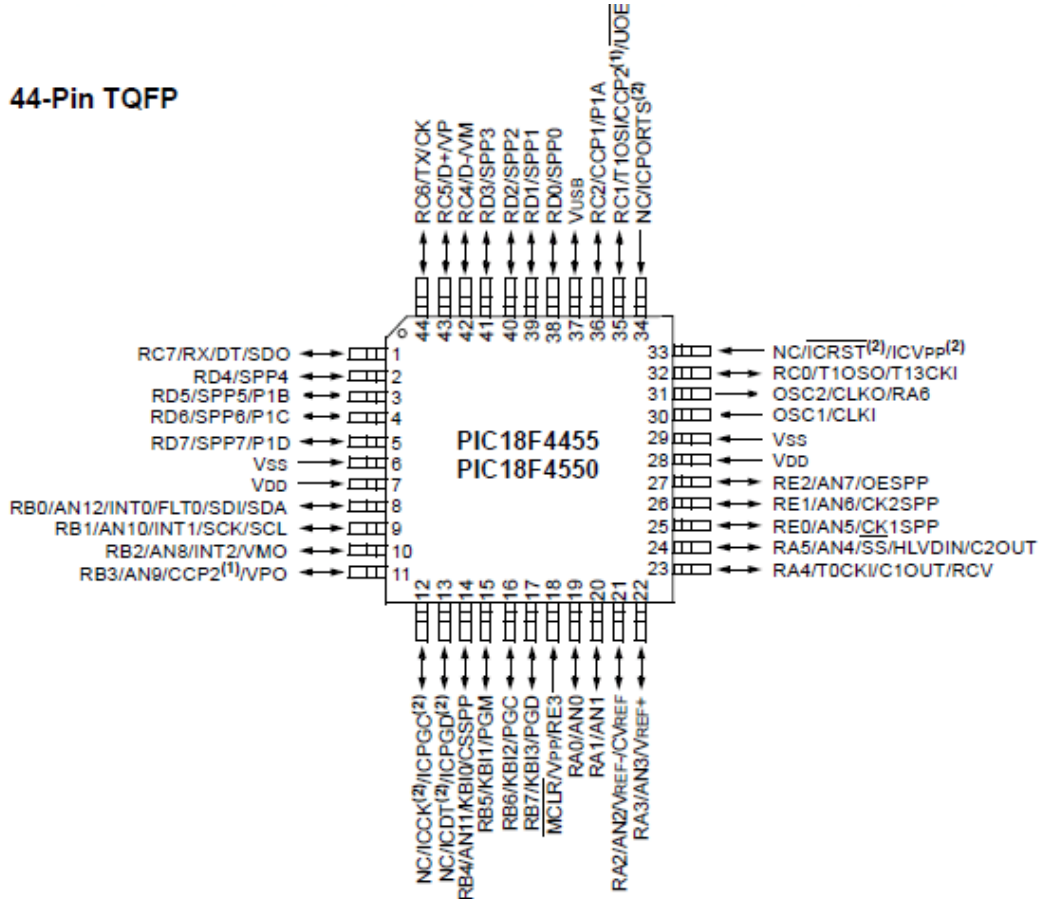 44-Pin TQFP
RC6/TX/CK
RC5/D+/VP
RC4/D-/VM
RD3/SPP3
RD2/SPP2
RD1/SPP1
RD0/SPP0
VUSB
RC2/CCP1/P1A
RC1/T1OSI/CCP2(1)/UOE
NC/ICPORTS(2)
44
43
42
41
40
39
38
37
36
35
34
RC7/RX/DT/SDO 1
RD4/SPP4 2
RD5/SPP5/P1B 3
RD6/SPP6/P1C 4
RD7/SPP7/P1D 5
VSS 6
VDD 7
RB0/AN12/INT0/FLT0/SDI/SDA 8
RB1/AN10/INT1/SCK/SCL 9
RB2/AN8/INT2/VMO 10
RB3/AN9/CCP2(1)/VPO 11
PIC18F4455
PIC18F4550
33 NC/ICRST(2)/ICVPP(2)
32 RC0/T1OSO/T13CKI
31 OSC2/CLKO/RA6
30 OSC1/CLKI
29 VSS
28 VDD
27 RE2/AN7/OESPP
26 RE1/AN6/CK2SPP
25 RE0/AN5/CK1SPP
24 RA5/AN4/SS/HLVDIN/C2OUT
23 RA4/T0CKI/C1OUT/RCV
12
13
14
15
16
17
18
19
20
21
22
NC/ICCK(2)/ICPGC(2)
NC/ICDT(2)/ICPGD(2)
RB4/AN11/KBI0/CSSPP
RB5/KBI1/PGM
RB6/KBI2/PGC
RB7/KBI3/PGD
MCLR/VPP/RE3
RA0/AN0
RA1/AN1
RA2/AN2/VREF-/CVREF
RA3/AN3/VREF+